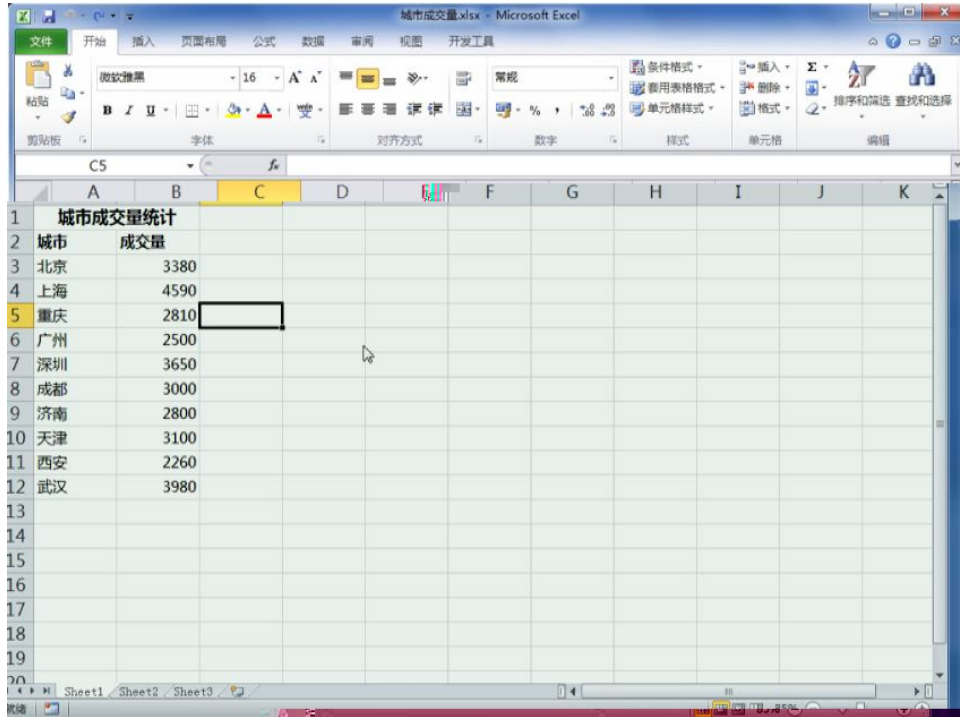 城市成交量.xlsx - Microsoft Excel
文件 开始 插入 页面布局 公式 数据 审阅 视图 开发工具
微软雅黑 16 A A 常规 条件格式 插入 Σ
粘贴 套用表格格式 删除 排序和筛选 查找和选择
B I U A % , 单元格样式 格式
剪贴板 字体 对齐方式 数字 样式 单元格 编辑
C5 fx
A B C D E F G H I J K
1 城市成交量统计
2 城市 成交量
3 北京 3380
4 上海 4590
5 重庆 2810
6 广州 2500
7 深圳 3650
8 成都 3000
9 济南 2800
10 天津 3100
11 西安 2260
12 武汉 3980
13
14
15
16
17
18
19
20
Sheet1 Sheet2 Sheet3
就绪